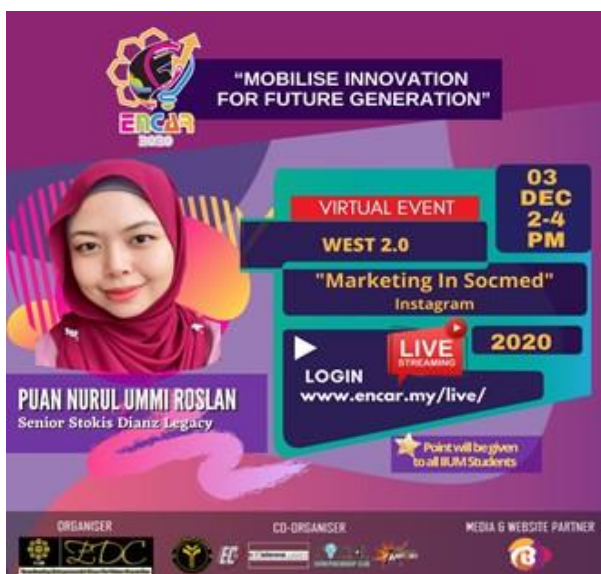 ENCAR
2020
"MOBILISE INNOVATION
FOR FUTURE GENERATION"
03
DEC
2-4
PM
VIRTUAL EVENT
WEST 2.0
"Marketing In Socmed"
Instagram
LIVE
STREAMING
2020
LOGIN
www.encar.my/live/
PUAN NURUL UMMI ROSLAN
Senior Stokis Dianz Legacy
Point will be given
to all IIUM Students
ORGANISER
CO-ORGANISER
MEDIA & WEBSITE PARTNER
EDC
EC